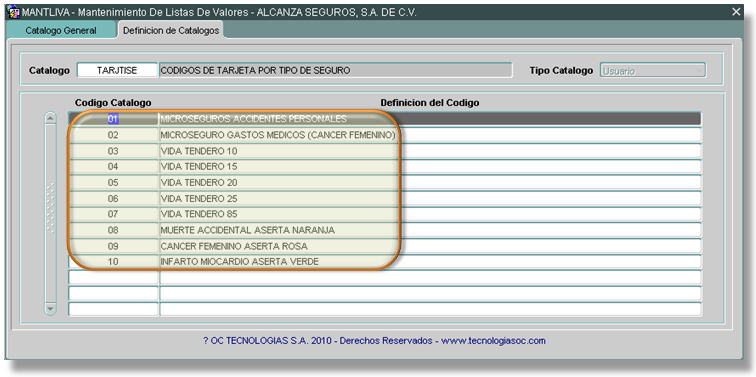 MANTLIVA - Mantenimiento De Listas De Valores - ALCANZA SEGUROS, S.A. DE C.V.
Catalogo General Definicion de Catalogos
Catalogo TARJTISE CODIGOS DE TARJETA POR TIPO DE SEGURO Tipo Catalogo Usuario
Codigo Catalogo Definicion del Codigo
01 MICROSEGUROS ACCIDENTES PERSONALES
02 MICROSEGURO GASTOS MEDICOS (CANCER FEMENINO)
03 VIDA TENDERO 10
04 VIDA TENDERO 15
05 VIDA TENDERO 20
06 VIDA TENDERO 25
07 VIDA TENDERO 85
08 MUERTE ACCIDENTAL ASERTA NARANJA
09 CANCER FEMENINO ASERTA ROSA
10 INFARTO MIOCARDIO ASERTA VERDE
? OC TECNOLOGIAS S.A. 2010 - Derechos Reservados - www.tecnologiasoc.com